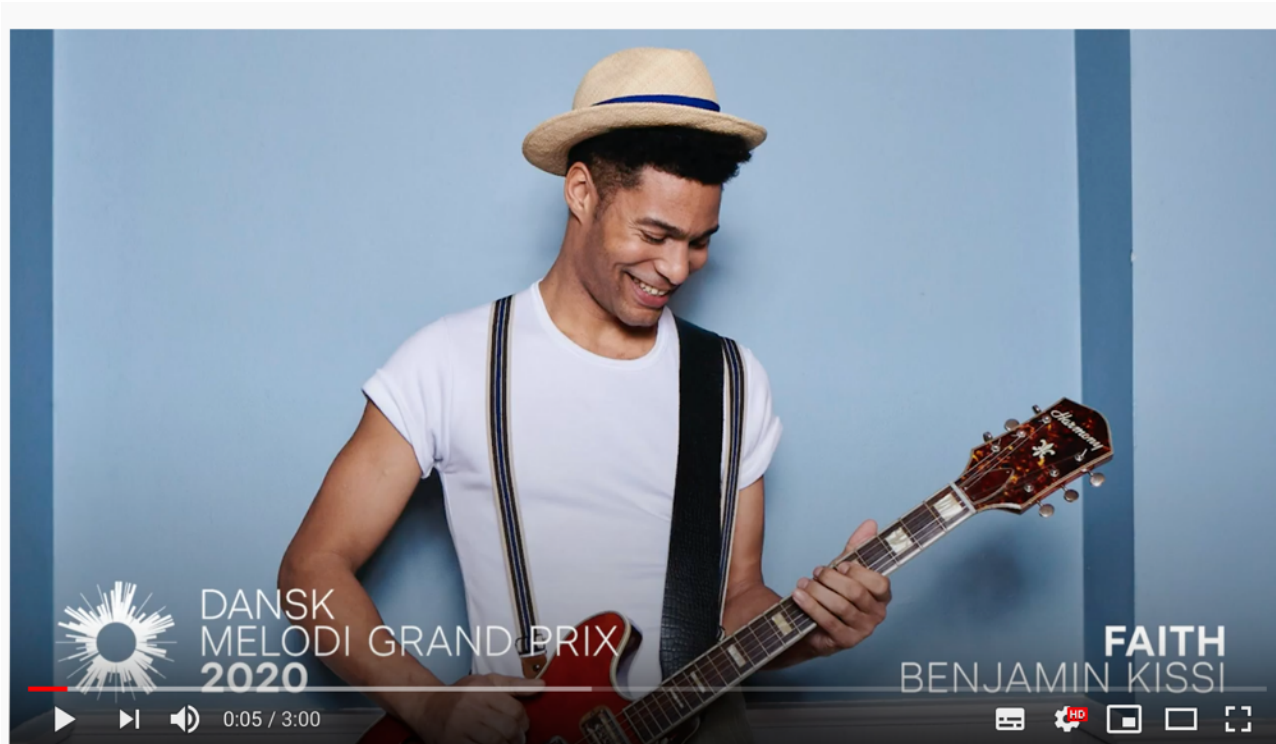 Harmony
DANSK
MELODI GRAND PRIX
2020
FAITH
BENJAMIN KISSI
0:05 / 3:00
HD